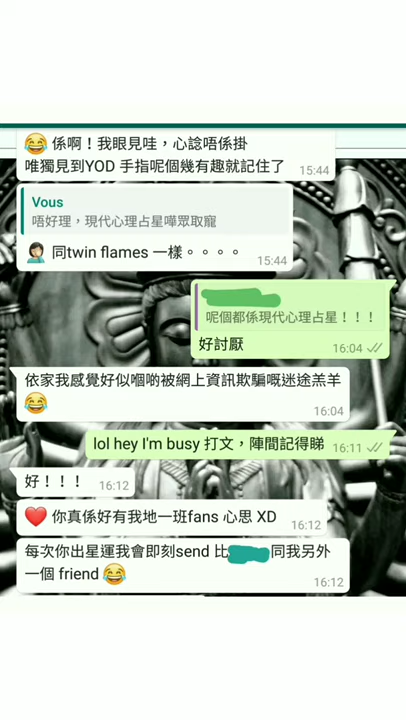 😂 係啊！我眼見哇，心諗唔係掛
唯獨見到YOD 手指呢個幾有趣就記住了
15:44
Vous
唔好理，現代心理占星嘩眾取寵
🤦🏻‍♀️ 同twin flames 一樣。。。。
15:44
呢個都係現代心理占星！！！
好討厭
16:04
依家我感覺好似嗰啲被網上資訊欺騙嘅迷途羔羊
😂
16:04
lol hey I'm busy 打文，陣間記得睇
16:11
好！！！
16:12
❤️ 你真係好有我地一班fans 心思 XD
16:12
每次你出星運我會即刻send 比 同我另外
一個 friend 😂
16:12